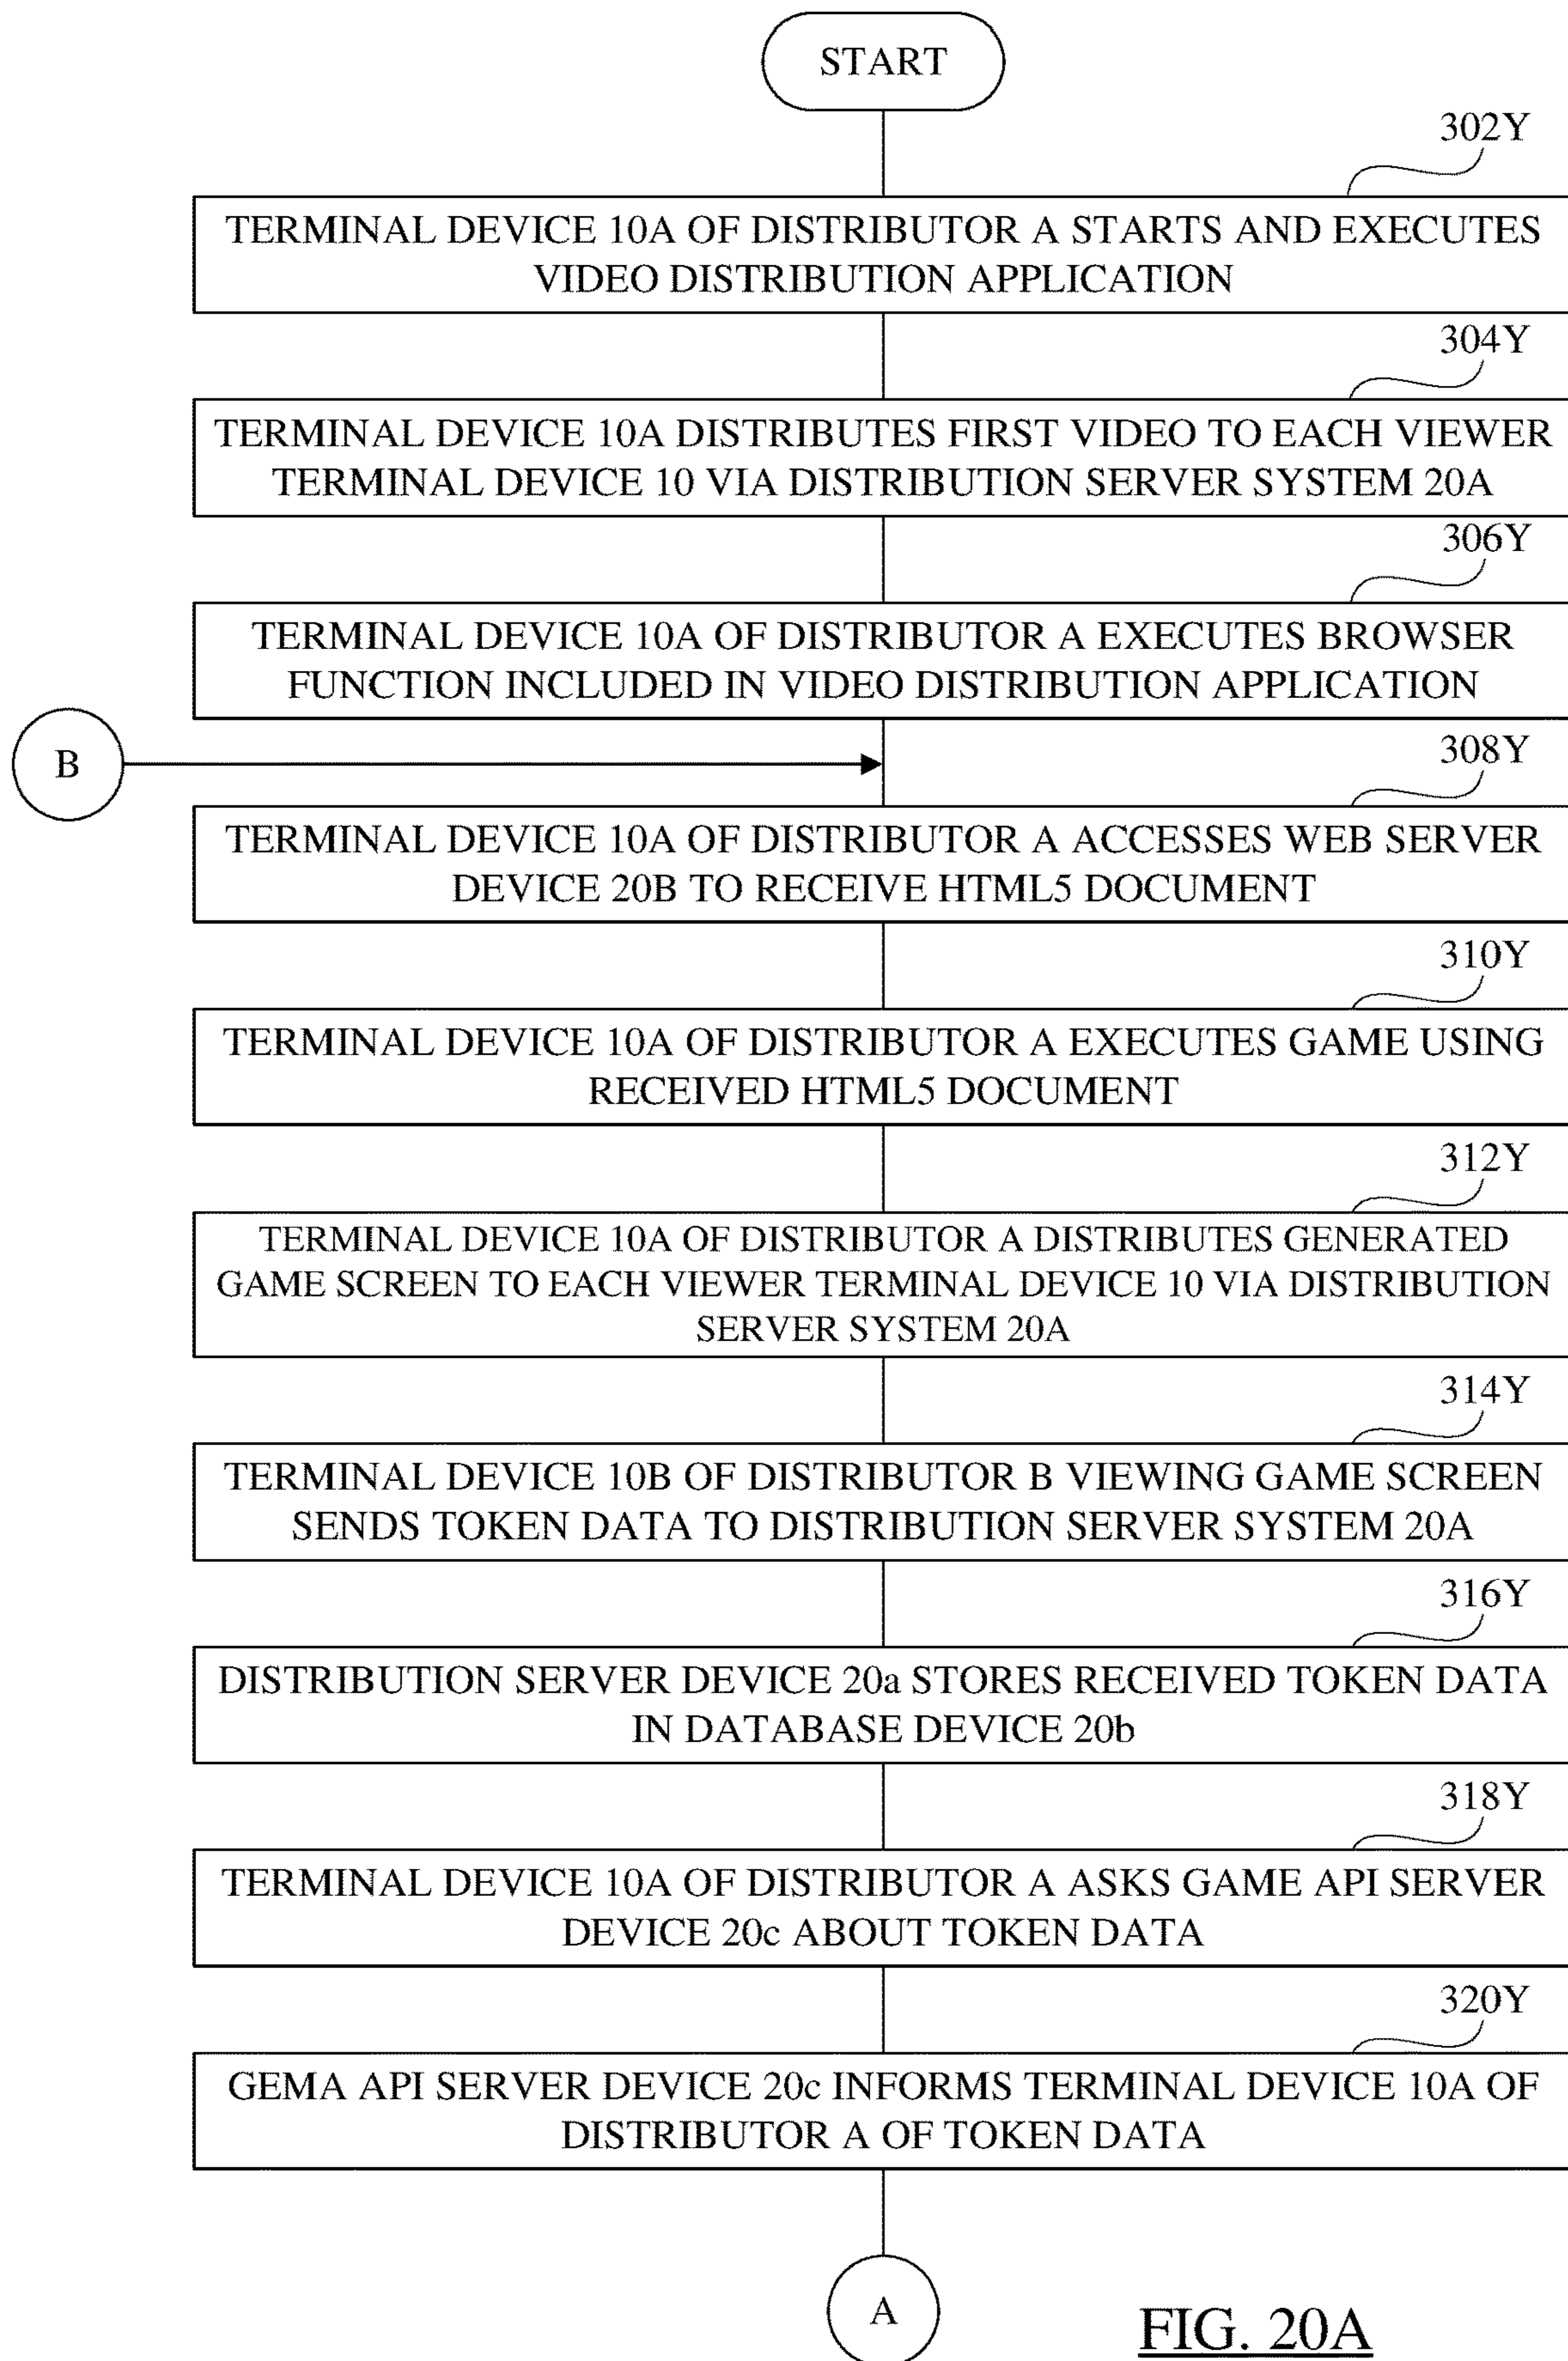 START
302Y
TERMINAL DEVICE 10A OF DISTRIBUTOR A STARTS AND EXECUTES
VIDEO DISTRIBUTION APPLICATION
304Y
TERMINAL DEVICE 10A DISTRIBUTES FIRST VIDEO TO EACH VIEWER
TERMINAL DEVICE 10 VIA DISTRIBUTION SERVER SYSTEM 20A
306Y
TERMINAL DEVICE 10A OF DISTRIBUTOR A EXECUTES BROWSER
FUNCTION INCLUDED IN VIDEO DISTRIBUTION APPLICATION
B
308Y
TERMINAL DEVICE 10A OF DISTRIBUTOR A ACCESSES WEB SERVER
DEVICE 20B TO RECEIVE HTML5 DOCUMENT
310Y
TERMINAL DEVICE 10A OF DISTRIBUTOR A EXECUTES GAME USING
RECEIVED HTML5 DOCUMENT
312Y
TERMINAL DEVICE 10A OF DISTRIBUTOR A DISTRIBUTES GENERATED
GAME SCREEN TO EACH VIEWER TERMINAL DEVICE 10 VIA DISTRIBUTION
SERVER SYSTEM 20A
314Y
TERMINAL DEVICE 10B OF DISTRIBUTOR B VIEWING GAME SCREEN
SENDS TOKEN DATA TO DISTRIBUTION SERVER SYSTEM 20A
316Y
DISTRIBUTION SERVER DEVICE 20a STORES RECEIVED TOKEN DATA
IN DATABASE DEVICE 20b
318Y
TERMINAL DEVICE 10A OF DISTRIBUTOR A ASKS GAME API SERVER
DEVICE 20c ABOUT TOKEN DATA
320Y
GEMA API SERVER DEVICE 20c INFORMS TERMINAL DEVICE 10A OF
DISTRIBUTOR A OF TOKEN DATA
A
FIG. 20A